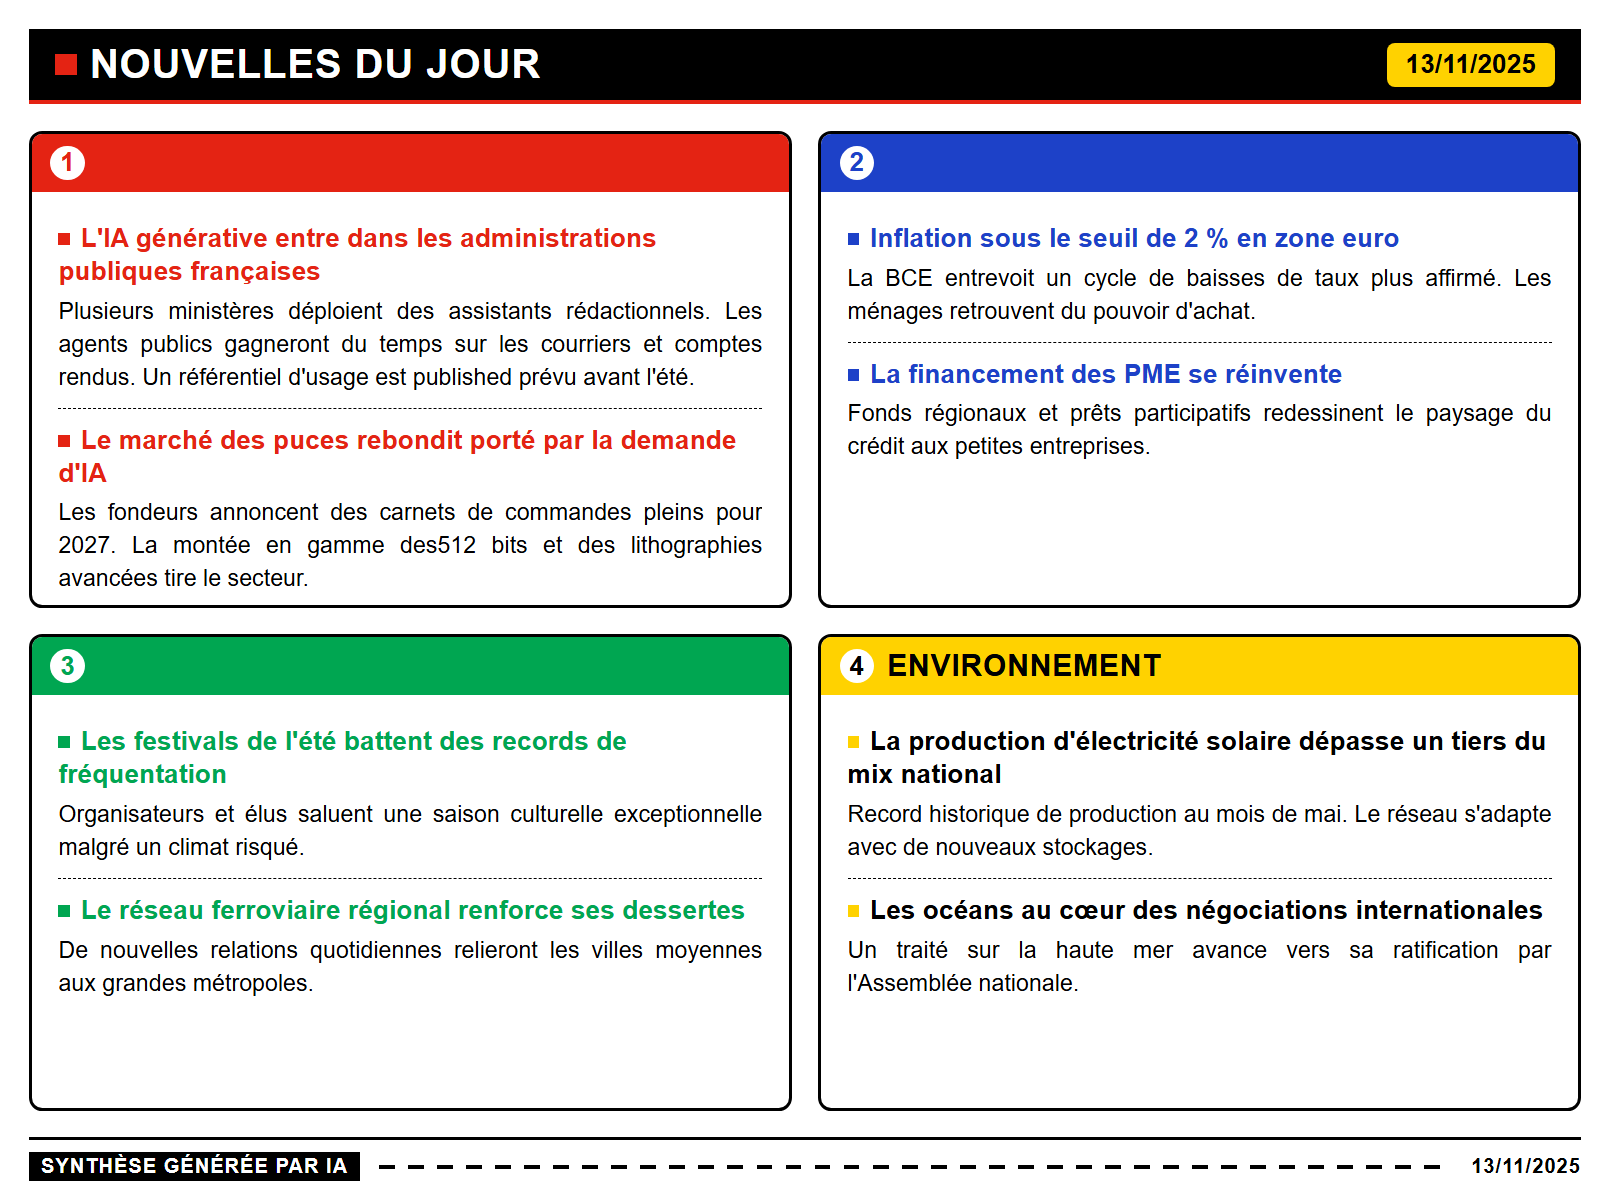 NOUVELLES DU JOUR
13/11/2025
1
L'IA générative entre dans les administrations
publiques françaises
Plusieurs ministères déploient des assistants rédactionnels. Les
agents publics gagneront du temps sur les courriers et comptes
rendus. Un référentiel d'usage est published prévu avant l'été.
Le marché des puces rebondit porté par la demande
d'IA
Les fondeurs annoncent des carnets de commandes pleins pour
2027. La montée en gamme des512 bits et des lithographies
avancées tire le secteur.
2
Inflation sous le seuil de 2 % en zone euro
La BCE entrevoit un cycle de baisses de taux plus affirmé. Les
ménages retrouvent du pouvoir d'achat.
La financement des PME se réinvente
Fonds régionaux et prêts participatifs redessinent le paysage du
crédit aux petites entreprises.
3
Les festivals de l'été battent des records de
fréquentation
Organisateurs et élus saluent une saison culturelle exceptionnelle
malgré un climat risqué.
Le réseau ferroviaire régional renforce ses dessertes
De nouvelles relations quotidiennes relieront les villes moyennes
aux grandes métropoles.
4 ENVIRONNEMENT
La production d'électricité solaire dépasse un tiers du
mix national
Record historique de production au mois de mai. Le réseau s'adapte
avec de nouveaux stockages.
Les océans au cœur des négociations internationales
Un traité sur la haute mer avance vers sa ratification par
l'Assemblée nationale.
SYNTHÈSE GÉNÉRÉE PAR IA
13/11/2025